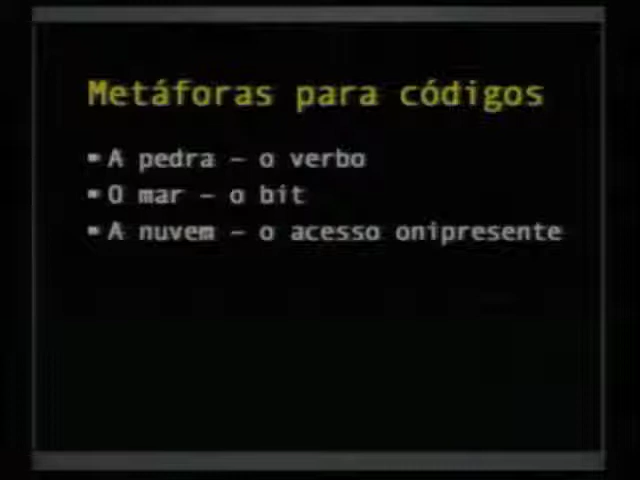 Metáforas para códigos
A pedra – o verbo
O mar – o bit
A nuvem – o acesso onipresente